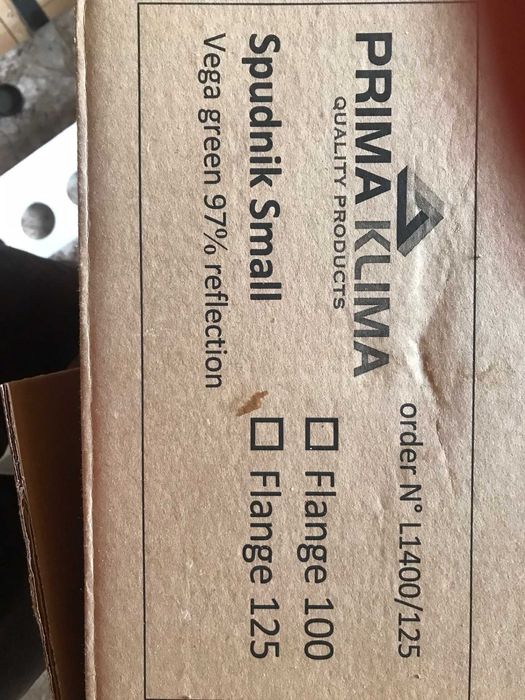 PRIMA KLIMA
QUALITY PRODUCTS
order N° L1400/125
Spudnik Small
Vega green 97% reflection
Flange 100
Flange 125